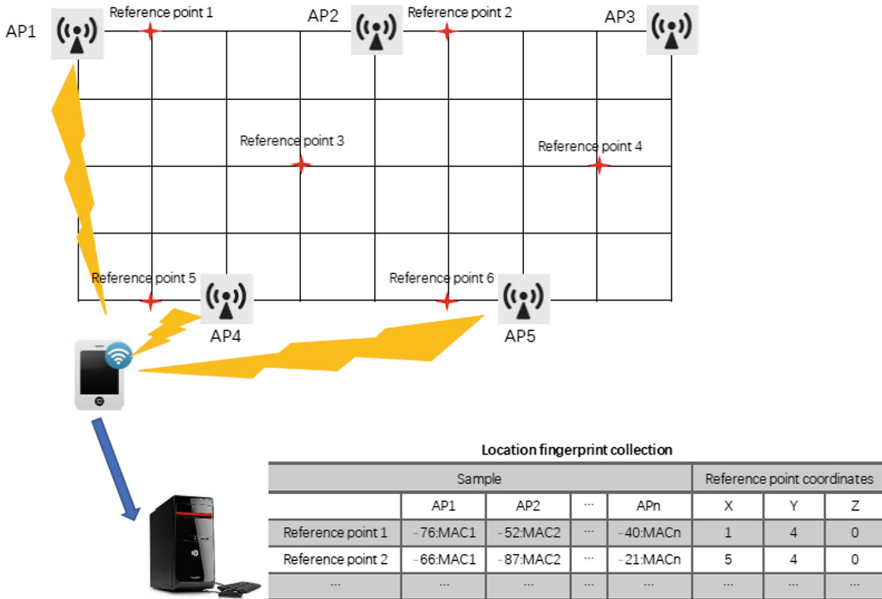 AP1
Reference point 1
AP2
Reference point 2
AP3
Reference point 3
Reference point 4
Reference point 5
Reference point 6
AP4
AP5
Location fingerprint collection
Sample Reference point coordinates
AP1 AP2 ... APn X Y Z
Reference point 1 -76:MAC1 -52:MAC2 ... -40:MACn 1 4 0
Reference point 2 -66:MAC1 -87:MAC2 ... -21:MACn 5 4 0
... ... ... ... ... ... ... ...